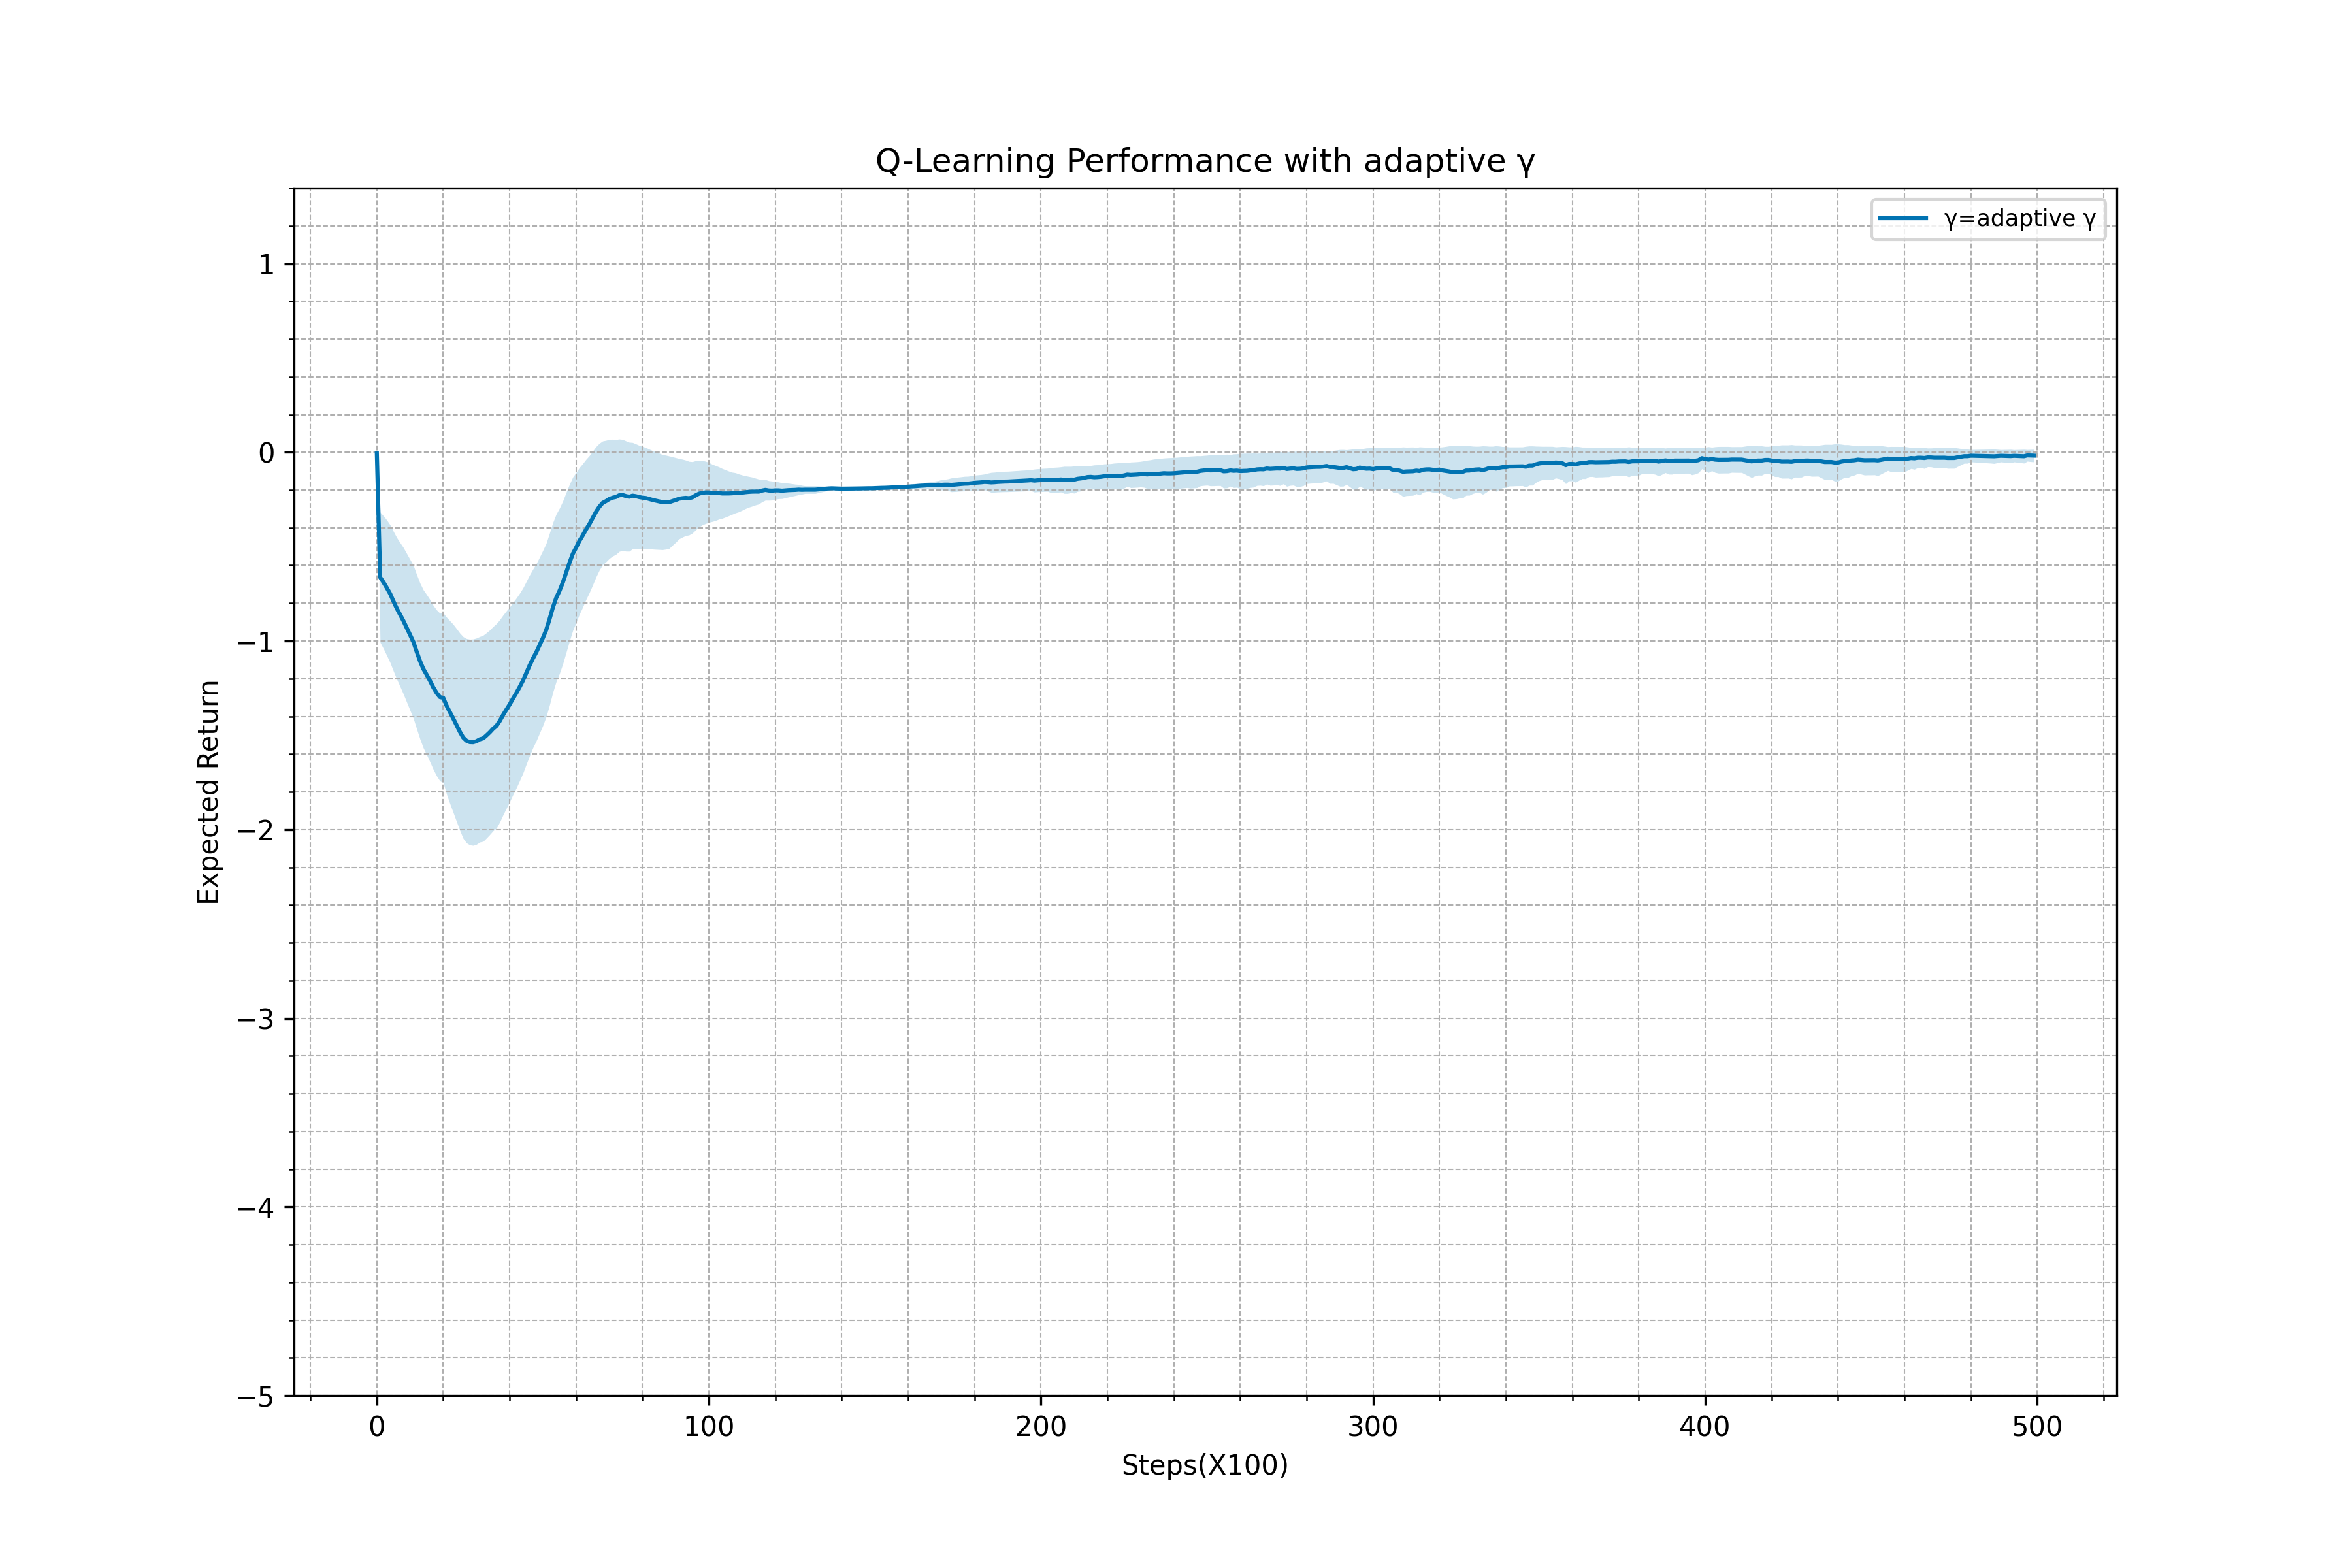 Q-Learning Performance with adaptive γ
γ=adaptive γ
1
0
−1
−2
−3
−4
−5
Expected Return
0 100 200 300 400 500
Steps(X100)